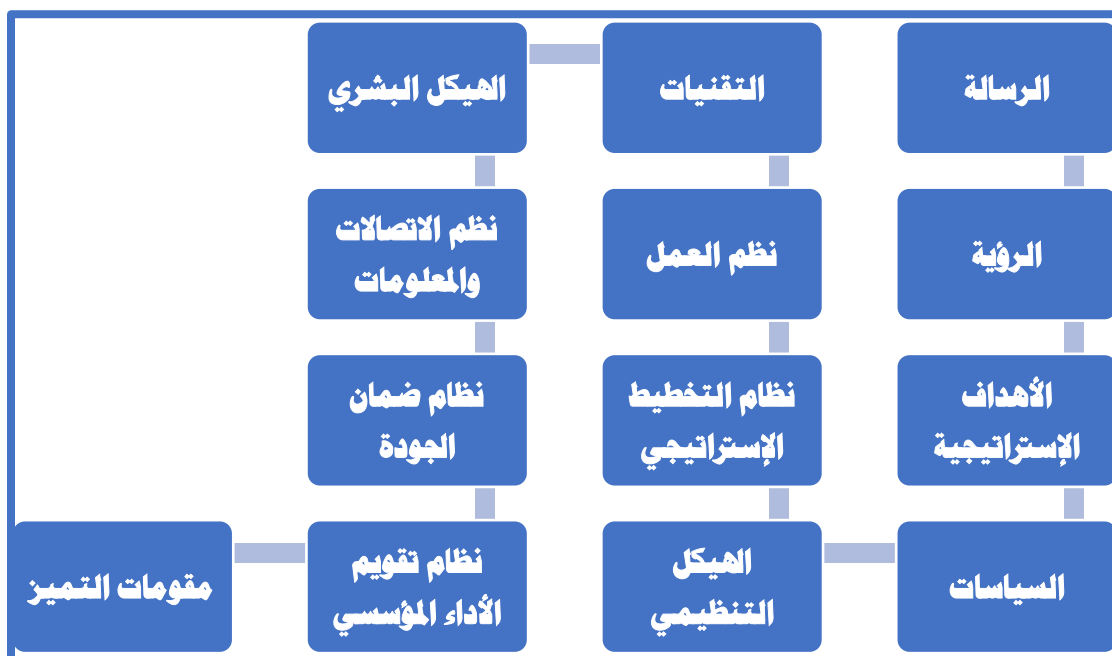 الرسالة
الرؤية
الأهداف
الإستراتيجية
السياسات
الهيكل
التنظيمي
نظام التخطيط
الإستراتيجي
نظم العمل
التقنيات
الهيكل البشري
نظم الاتصالات
والمعلومات
نظام ضمان
الجودة
نظام تقويم
الأداء المؤسسي
مقومات التميز